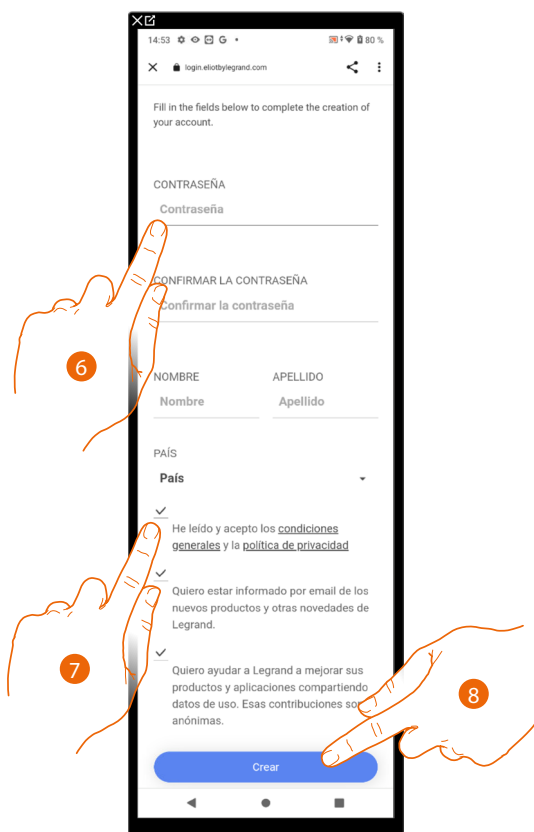 14:53 G • 80 %
login.eliotbylegrand.com
Fill in the fields below to complete the creation of
your account.
CONTRASEÑA
Contraseña
CONFIRMAR LA CONTRASEÑA
Confirmar la contraseña
6
NOMBRE APELLIDO
Nombre Apellido
PAÍS
País
He leído y acepto los condiciones
generales y la política de privacidad
Quiero estar informado por email de los
nuevos productos y otras novedades de
Legrand.
7
Quiero ayudar a Legrand a mejorar sus
productos y aplicaciones compartiendo
datos de uso. Esas contribuciones son
anónimas.
8
Crear